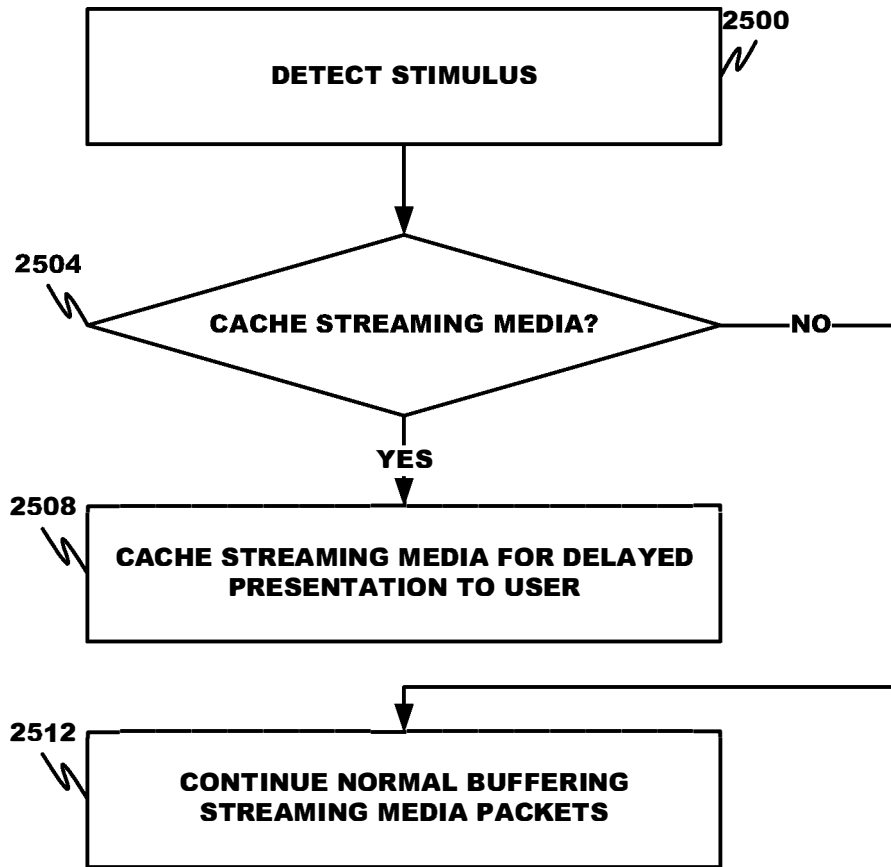 2500
DETECT STIMULUS
2504
CACHE STREAMING MEDIA?
NO
YES
2508
CACHE STREAMING MEDIA FOR DELAYED
PRESENTATION TO USER
2512
CONTINUE NORMAL BUFFERING
STREAMING MEDIA PACKETS